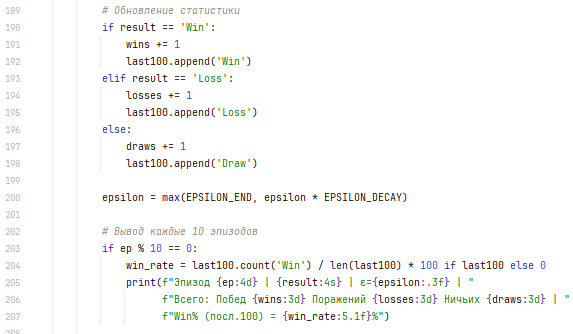 189 # Обновление статистики
190 if result == 'Win':
191 wins += 1
192 last100.append('Win')
193 elif result == 'Loss':
194 losses += 1
195 last100.append('Loss')
196 else:
197 draws += 1
198 last100.append('Draw')
199
200 epsilon = max(EPSILON_END, epsilon * EPSILON_DECAY)
201
202 # Вывод каждые 10 эпизодов
203 if ep % 10 == 0:
204 win_rate = last100.count('Win') / len(last100) * 100 if last100 else 0
205 print(f"Эпизод {ep:4d} | {result:4s} | ε={epsilon:.3f} | "
206 f"Всего: Побед {wins:3d} Поражений {losses:3d} Ничьих {draws:3d} | "
207 f"Win% (посл.100) = {win_rate:5.1f}%")
208